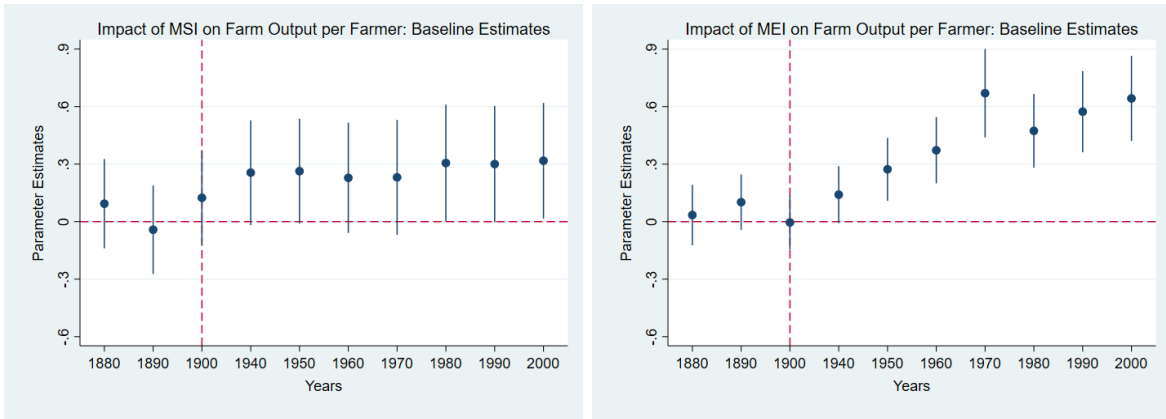 Impact of MSI on Farm Output per Farmer: Baseline Estimates
.9
.6
.3
0
-.3
-.6
Parameter Estimates
1880 1890 1900 1940 1950 1960 1970 1980 1990 2000
Years
Impact of MEI on Farm Output per Farmer: Baseline Estimates
.9
.6
.3
0
-.3
-.6
Parameter Estimates
1880 1890 1900 1940 1950 1960 1970 1980 1990 2000
Years